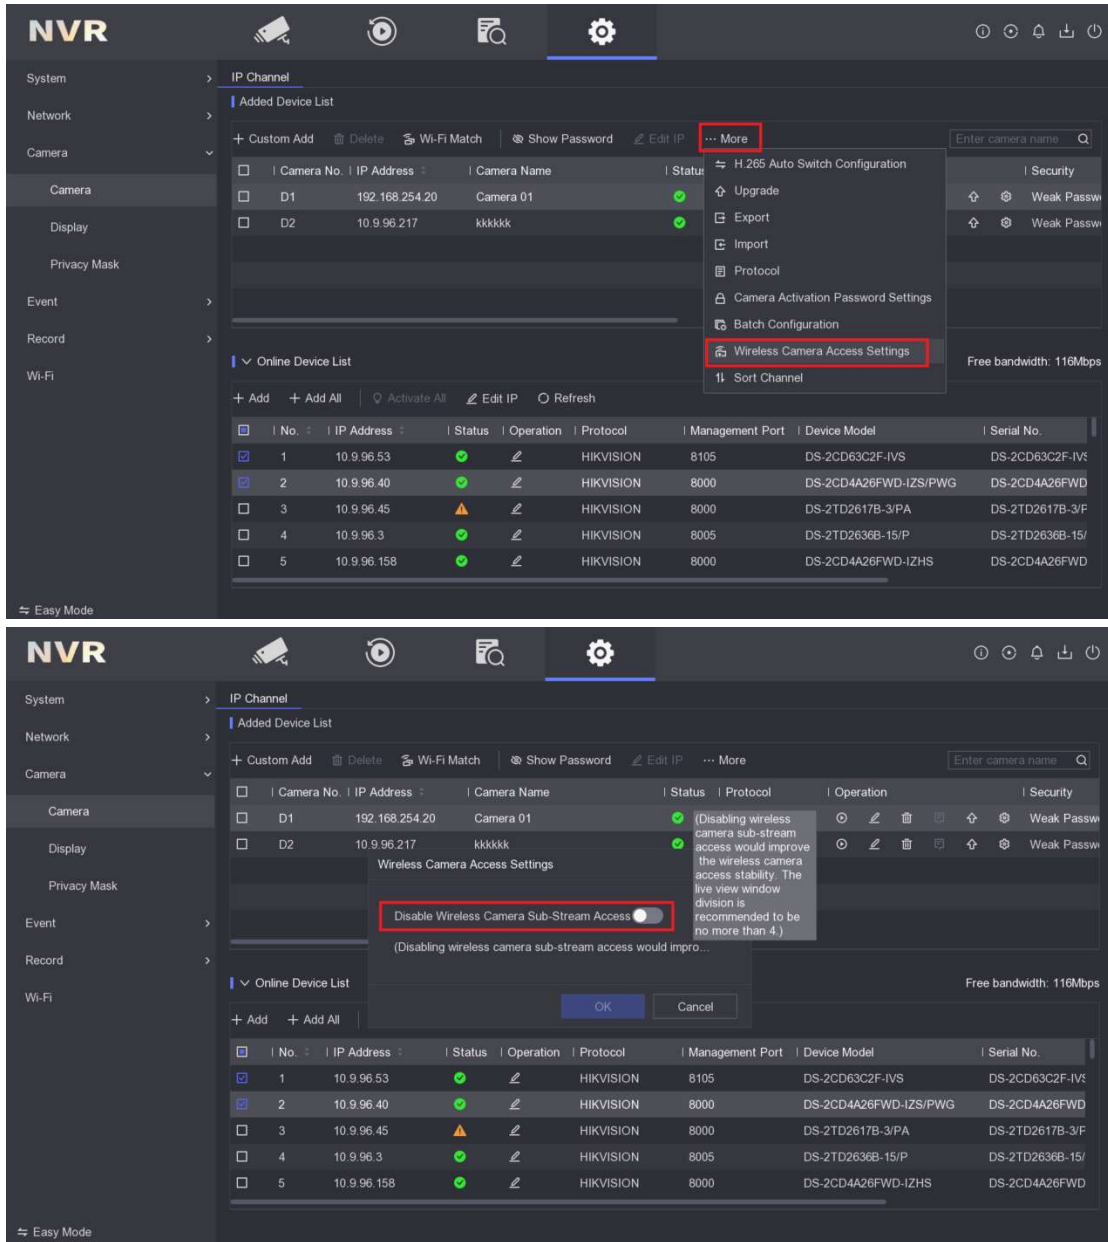 NVR
System
Network
Camera
Camera
Display
Privacy Mask
Event
Record
Wi-Fi
Easy Mode
IP Channel
Added Device List
Custom Add Delete Wi-Fi Match Show Password Edit IP ... More Enter camera name
Camera No. IP Address Camera Name Status Security
D1 192.168.254.20 Camera 01 Weak Passw
D2 10.9.96.217 kkkkkk Weak Passw
H.265 Auto Switch Configuration
Upgrade
Export
Import
Protocol
Camera Activation Password Settings
Batch Configuration
Wireless Camera Access Settings
Sort Channel
Online Device List Free bandwidth: 116Mbps
Add Add All Activate All Edit IP Refresh
No. IP Address Status Operation Protocol Management Port Device Model Serial No.
1 10.9.96.53 HIKVISION 8105 DS-2CD63C2F-IVS DS-2CD63C2F-IVS
2 10.9.96.40 HIKVISION 8000 DS-2CD4A26FWD-IZS/PWG DS-2CD4A26FWD
3 10.9.96.45 HIKVISION 8000 DS-2TD2617B-3/PA DS-2TD2617B-3/P
4 10.9.96.3 HIKVISION 8005 DS-2TD2636B-15/P DS-2TD2636B-15/
5 10.9.96.158 HIKVISION 8000 DS-2CD4A26FWD-IZHS DS-2CD4A26FWD
NVR
System
Network
Camera
Camera
Display
Privacy Mask
Event
Record
Wi-Fi
Easy Mode
IP Channel
Added Device List
Custom Add Delete Wi-Fi Match Show Password Edit IP ... More Enter camera name
Camera No. IP Address Camera Name Status Protocol Operation Security
D1 192.168.254.20 Camera 01 Weak Passw
D2 10.9.96.217 kkkkkk Weak Passw
(Disabling wireless
camera sub-stream
access would improve
the wireless camera
access stability. The
live view window
division is
recommended to be
no more than 4.)
Wireless Camera Access Settings
Disable Wireless Camera Sub-Stream Access
(Disabling wireless camera sub-stream access would impro...
OK Cancel
Online Device List Free bandwidth: 116Mbps
Add Add All
No. IP Address Status Operation Protocol Management Port Device Model Serial No.
1 10.9.96.53 HIKVISION 8105 DS-2CD63C2F-IVS DS-2CD63C2F-IVS
2 10.9.96.40 HIKVISION 8000 DS-2CD4A26FWD-IZS/PWG DS-2CD4A26FWD
3 10.9.96.45 HIKVISION 8000 DS-2TD2617B-3/PA DS-2TD2617B-3/P
4 10.9.96.3 HIKVISION 8005 DS-2TD2636B-15/P DS-2TD2636B-15/
5 10.9.96.158 HIKVISION 8000 DS-2CD4A26FWD-IZHS DS-2CD4A26FWD